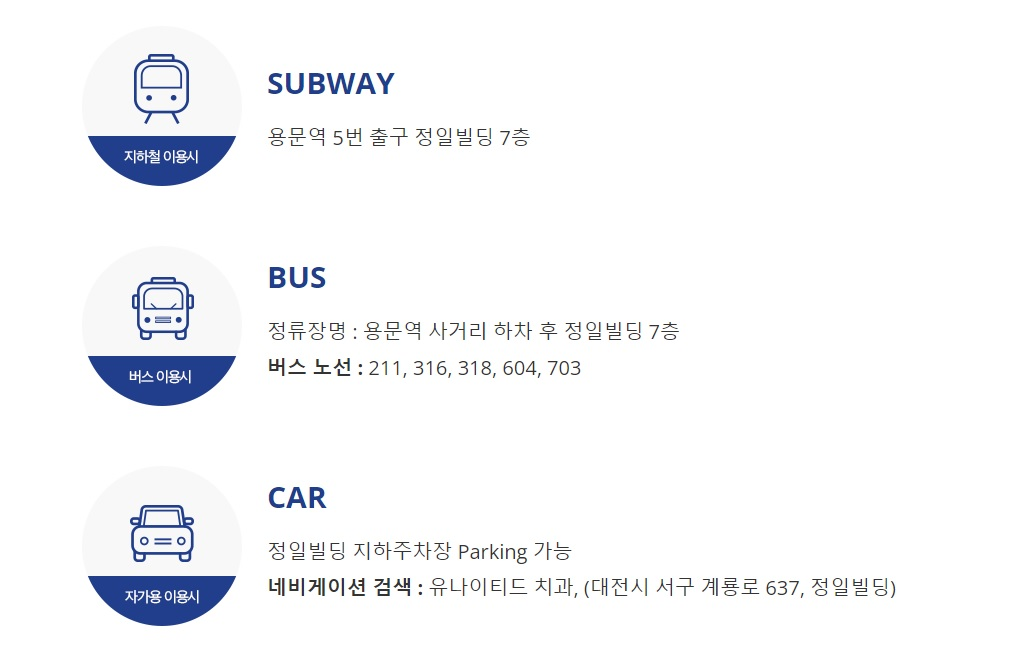 SUBWAY
용문역 5번 출구 정일빌딩 7층
지하철 이용시
BUS
정류장명 : 용문역 사거리 하차 후 정일빌딩 7층
버스 노선 : 211, 316, 318, 604, 703
버스 이용시
CAR
정일빌딩 지하주차장 Parking 가능
네비게이션 검색 : 유나이티드 치과, (대전시 서구 계룡로 637, 정일빌딩)
자가용 이용시